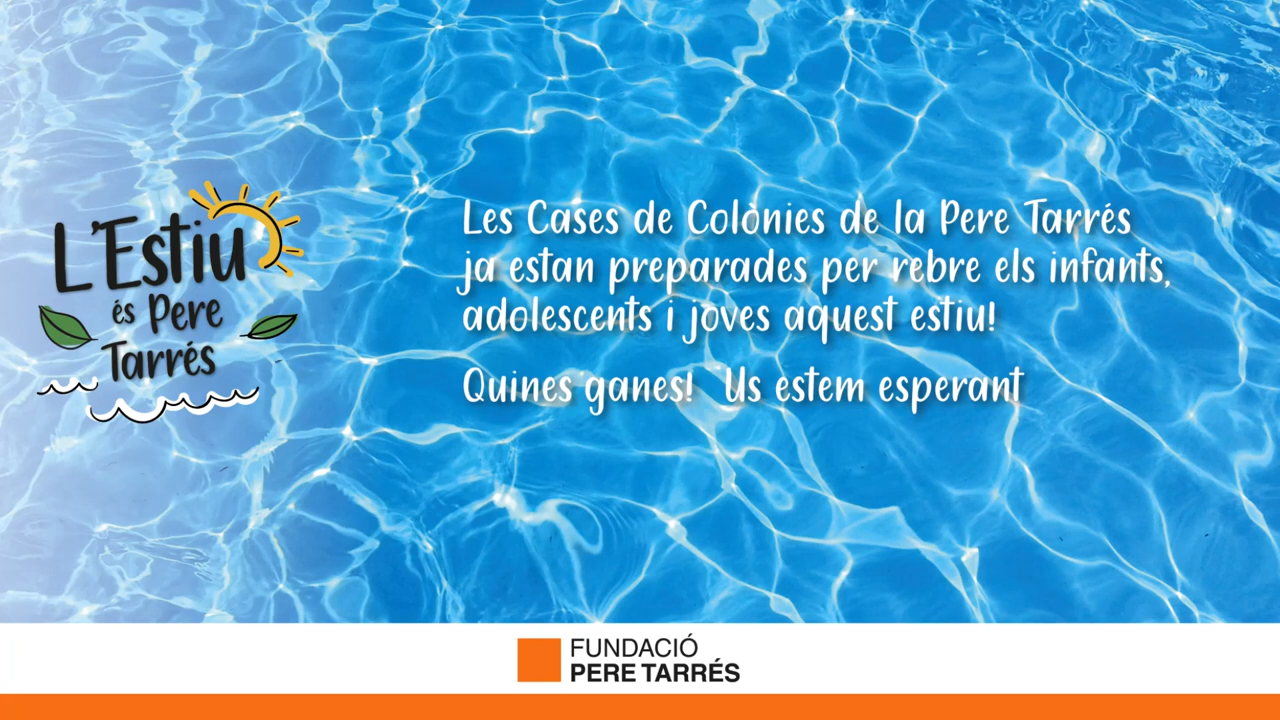 L'Estiu
és Pere
Tarrés
Les Cases de Colònies de la Pere Tarrés
ja estan preparades per rebre els infants,
adolescents i joves aquest estiu!
Quines ganes! Us estem esperant
FUNDACIÓ
PERE TARRÉS